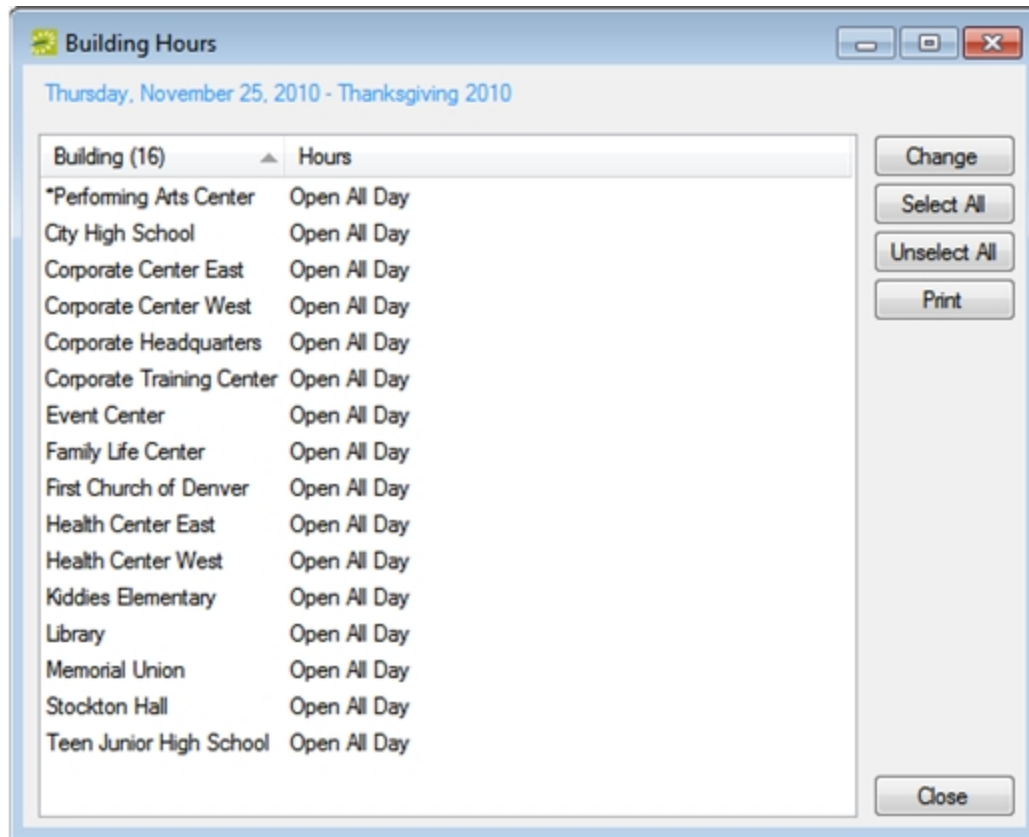 Building Hours
Thursday, November 25, 2010 - Thanksgiving 2010
Building (16) Hours
*Performing Arts Center Open All Day
City High School Open All Day
Corporate Center East Open All Day
Corporate Center West Open All Day
Corporate Headquarters Open All Day
Corporate Training Center Open All Day
Event Center Open All Day
Family Life Center Open All Day
First Church of Denver Open All Day
Health Center East Open All Day
Health Center West Open All Day
Kiddies Elementary Open All Day
Library Open All Day
Memorial Union Open All Day
Stockton Hall Open All Day
Teen Junior High School Open All Day
Change
Select All
Unselect All
Print
Close